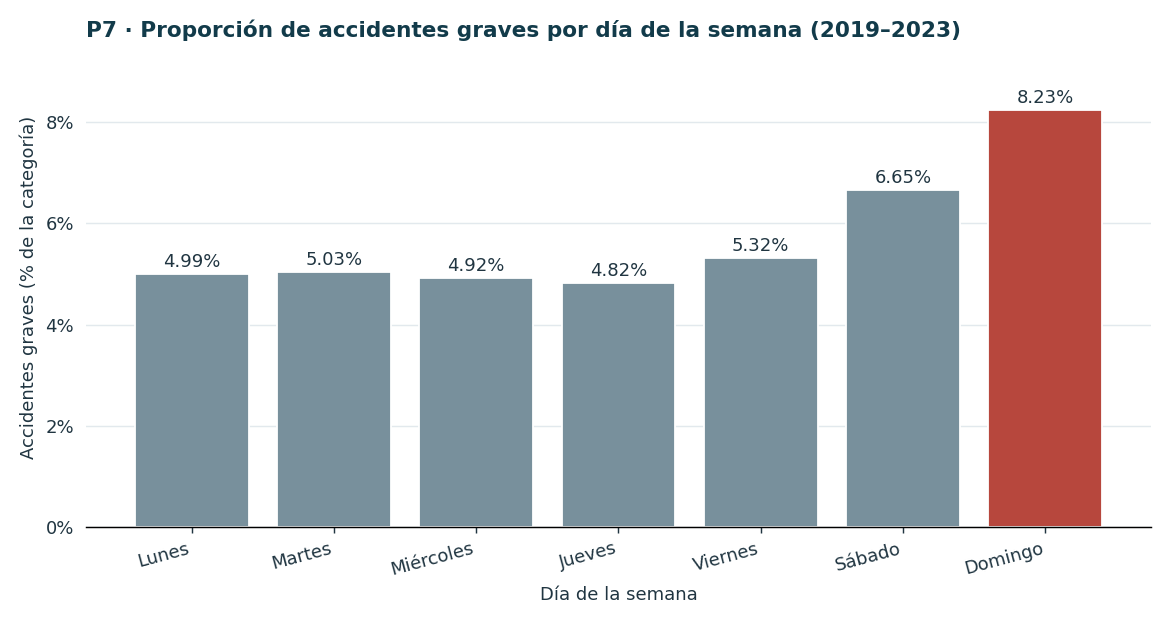 P7 · Proporción de accidentes graves por día de la semana (2019–2023)
Accidentes graves (% de la categoría)
8%
6%
4%
2%
0%
4.99%
5.03%
4.92%
4.82%
5.32%
6.65%
8.23%
Lunes
Martes
Miércoles
Jueves
Viernes
Sábado
Domingo
Día de la semana